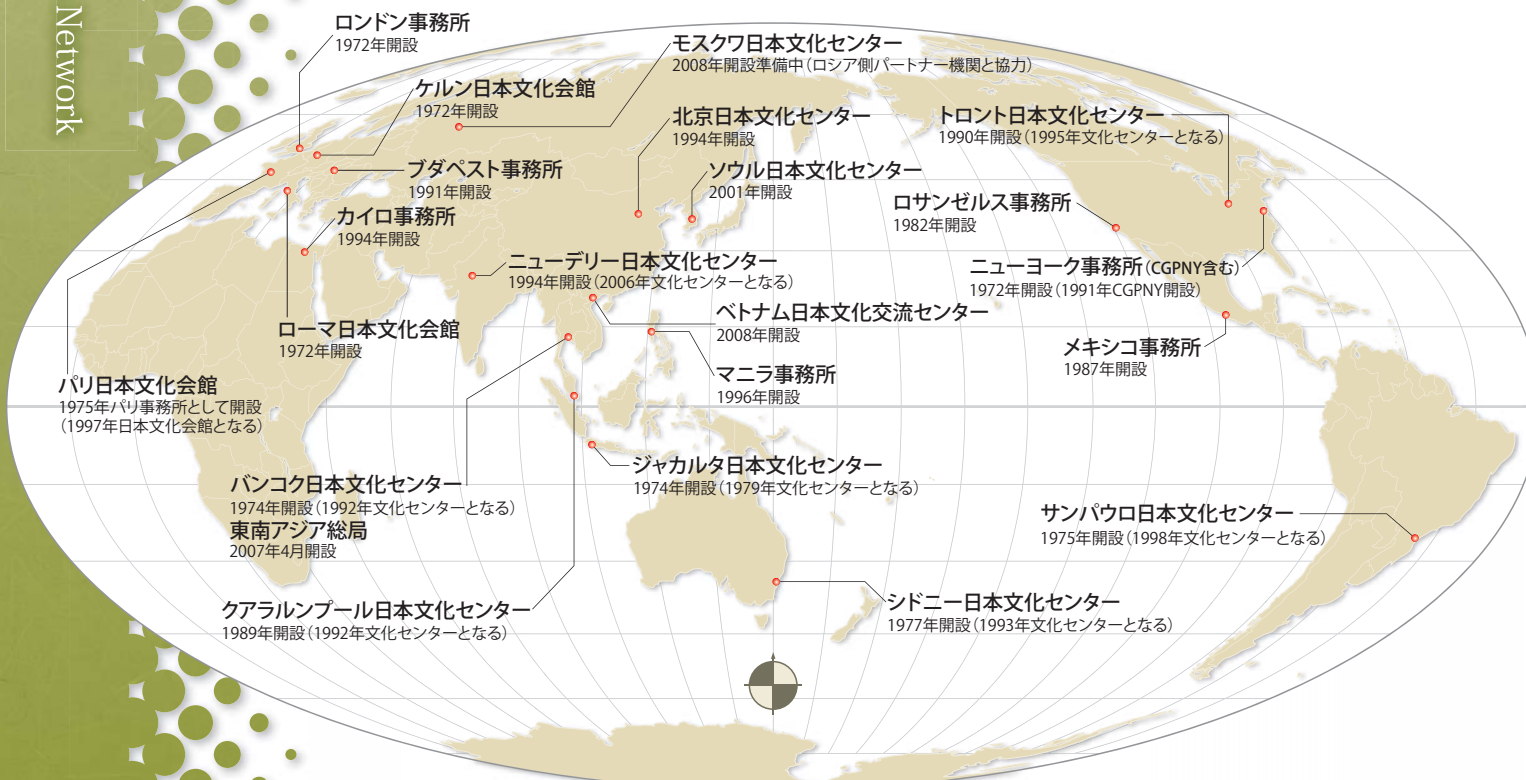 Network
ロンドン事務所
1972年開設
モスクワ日本文化センター
2008年開設準備中（ロシア側パートナー機関と協力）
ケルン日本文化会館
1972年開設
北京日本文化センター
1994年開設
トロント日本文化センター
1990年開設（1995年文化センターとなる）
ブダペスト事務所
1991年開設
ソウル日本文化センター
2001年開設
ロサンゼルス事務所
1982年開設
カイロ事務所
1994年開設
ニューデリー日本文化センター
1994年開設（2006年文化センターとなる）
ニューヨーク事務所（CGPNY含む）
1972年開設（1991年CGPNY開設）
ベトナム日本文化交流センター
2008年開設
ローマ日本文化会館
1972年開設
メキシコ事務所
1987年開設
マニラ事務所
1996年開設
パリ日本文化会館
1975年パリ事務所として開設
（1997年日本文化会館となる）
ジャカルタ日本文化センター
1974年開設（1979年文化センターとなる）
バンコク日本文化センター
1974年開設（1992年文化センターとなる）
東南アジア総局
2007年4月開設
サンパウロ日本文化センター
1975年開設（1998年文化センターとなる）
クアラルンプール日本文化センター
1989年開設（1992年文化センターとなる）
シドニー日本文化センター
1977年開設（1993年文化センターとなる）